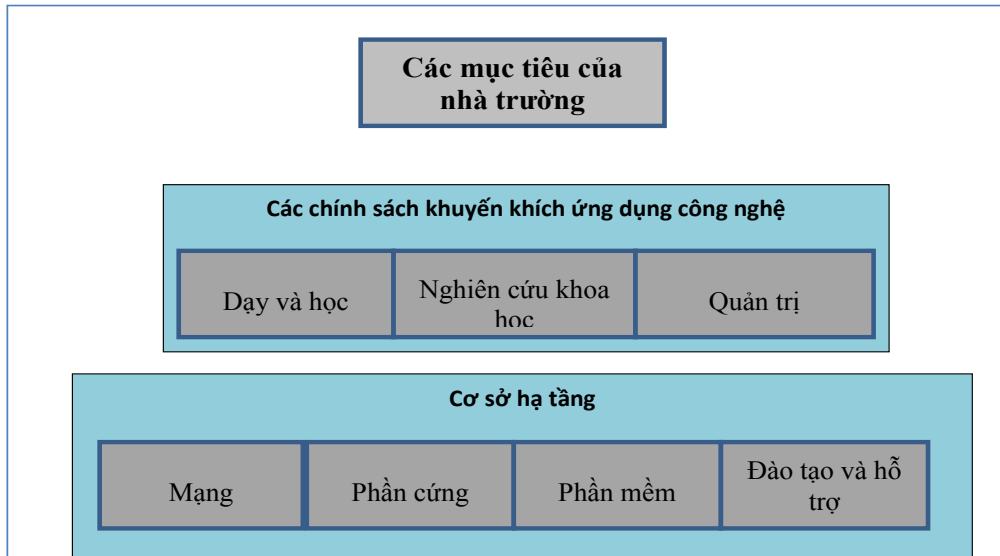 Các mục tiêu của
nhà trường
Các chính sách khuyến khích ứng dụng công nghệ
Dạy và học
Nghiên cứu khoa
học
Quản trị
Cơ sở hạ tầng
Mạng
Phần cứng
Phần mềm
Đào tạo và hỗ
trợ